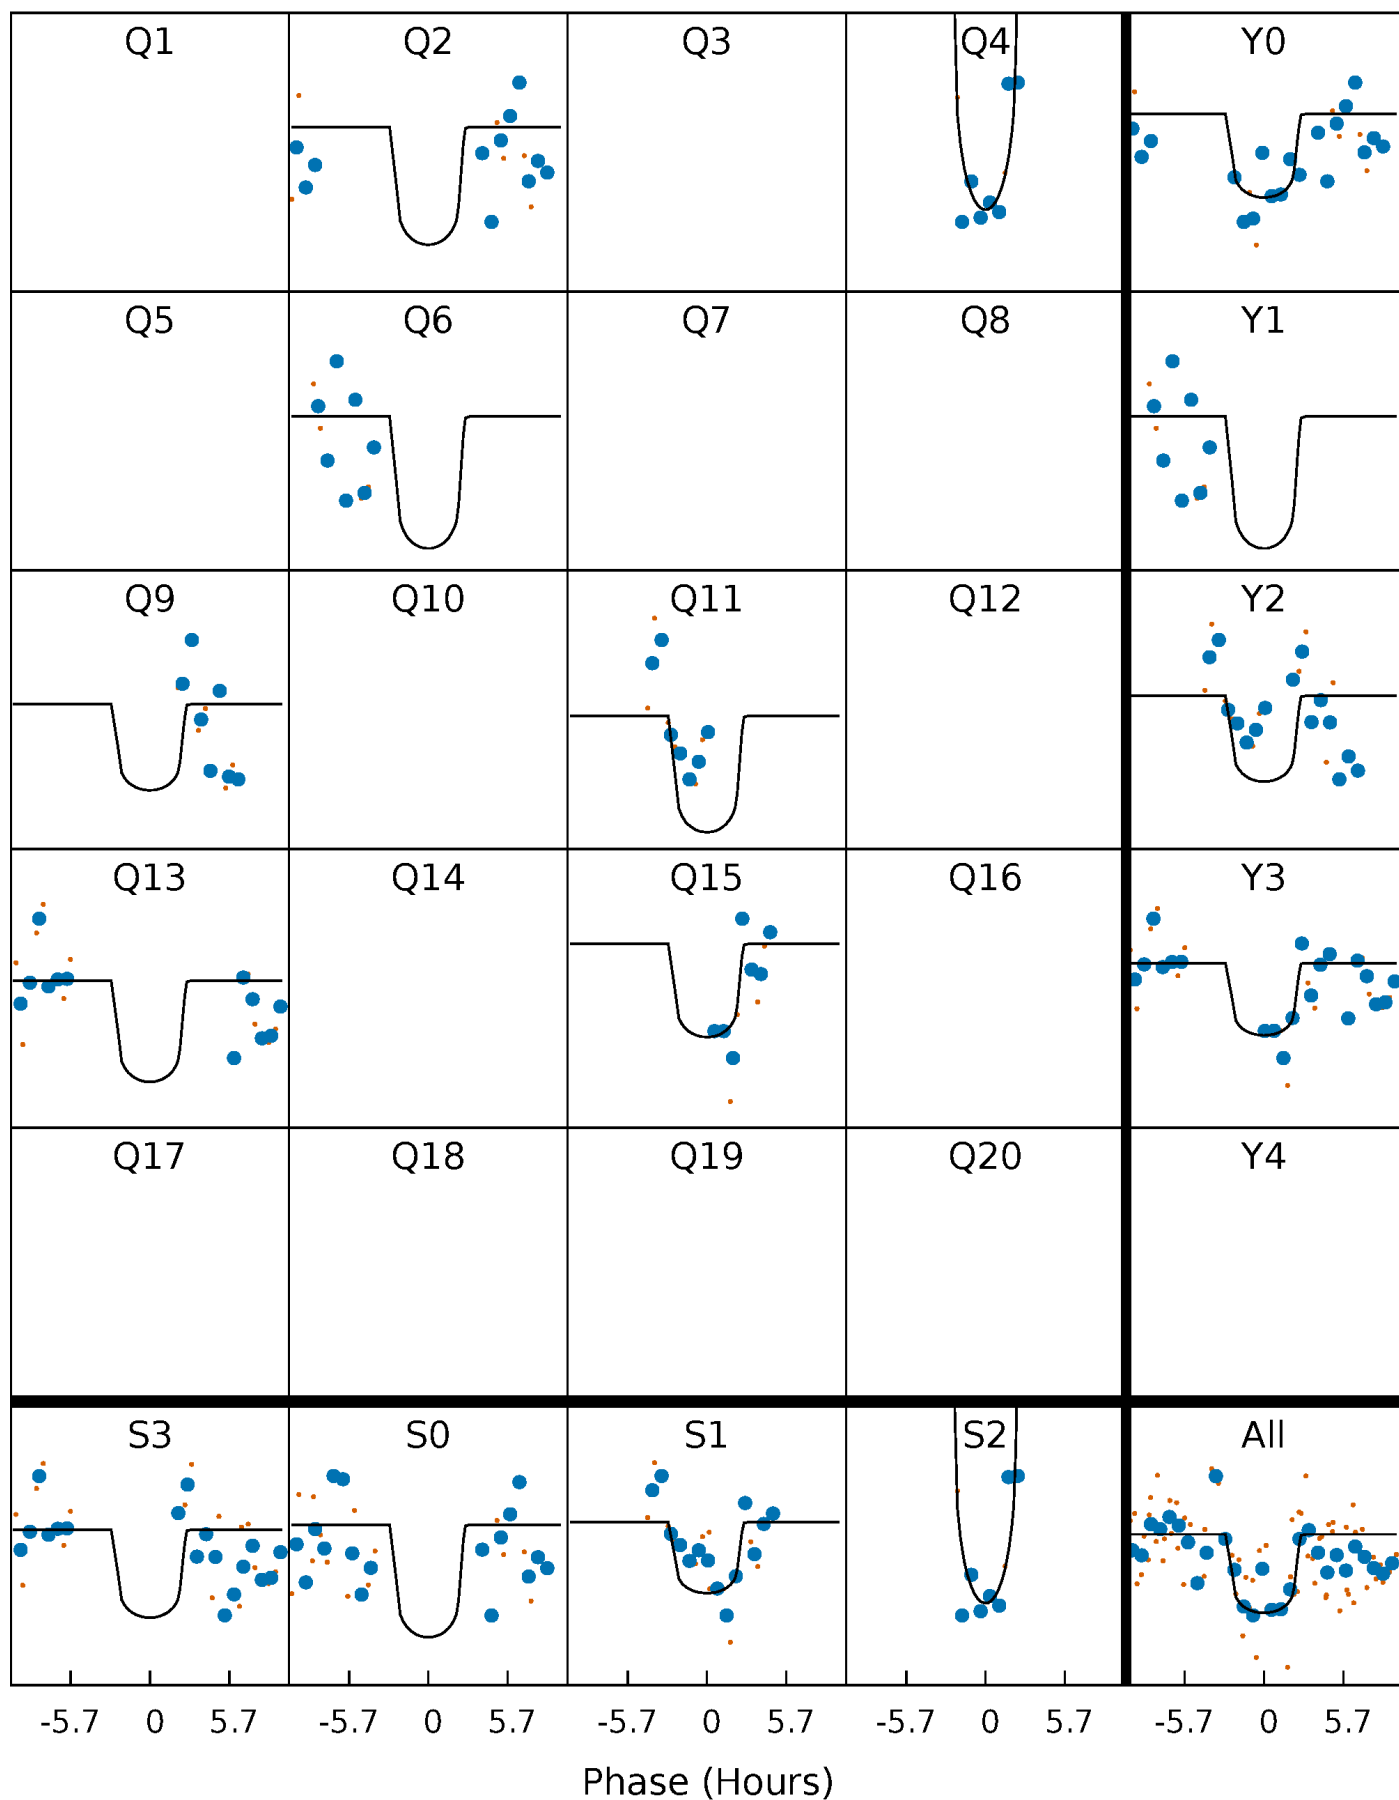 Q1 Q2 Q3 Q4 Y0
Q5 Q6 Q7 Q8 Y1
Q9 Q10 Q11 Q12 Y2
Q13 Q14 Q15 Q16 Y3
Q17 Q18 Q19 Q20 Y4
S3 S0 S1 S2 All
-5.7 0 5.7 -5.7 0 5.7 -5.7 0 5.7 -5.7 0 5.7 -5.7 0 5.7
Phase (Hours)